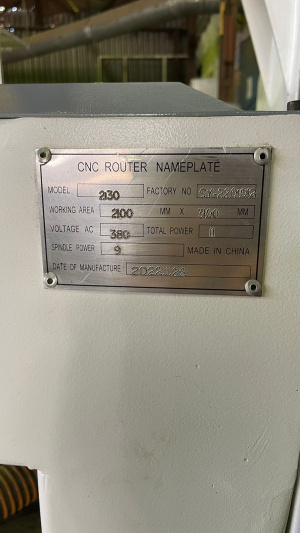 CNC ROUTER NAMEPLATE
MODEL 2130 FACTORY NO
WORKING AREA 2100 MM X 3100 MM
VOLTAGE AC 380 TOTAL POWER 11
SPINDLE POWER 9 MADE IN CHINA
DATE OF MANUFACTURE